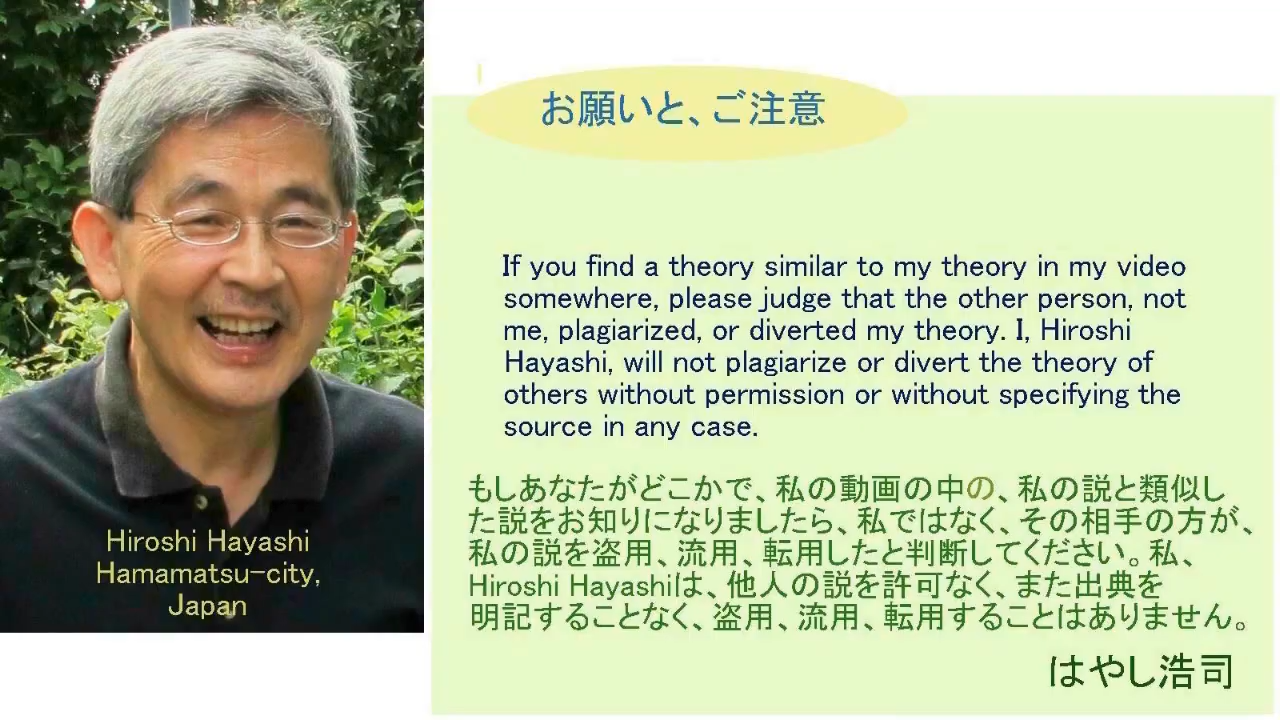 お願いと、ご注意
If you find a theory similar to my theory in my video
somewhere, please judge that the other person, not
me, plagiarized, or diverted my theory. I, Hiroshi
Hayashi, will not plagiarize or divert the theory of
others without permission or without specifying the
source in any case.
もしあなたがどこかで、私の動画の中の、私の説と類似し
た説をお知りになりましたら、私ではなく、その相手の方が、
私の説を盗用、流用、転用したと判断してください。私、
Hiroshi Hayashiは、他人の説を許可なく、また出典を
明記することなく、盗用、流用、転用することはありません。
はやし浩司
Hiroshi Hayashi
Hamamatsu-city,
Japan